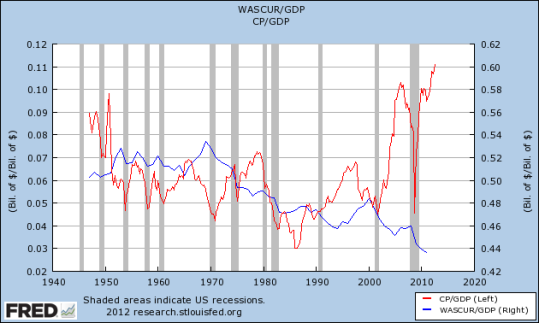 WASCUR/GDP
CP/GDP
0.12 0.60
0.11 0.58
0.10 0.56
0.09 0.54
0.08 0.52
0.07 0.50
0.06 0.48
0.05 0.46
0.04 0.44
0.03 0.42
0.02 0.40
(Bil. of $/Bil. of $)
(Bil. of $/Bil. of $)
1940 1950 1960 1970 1980 1990 2000 2010 2020
Shaded areas indicate US recessions.
FRED 2012 research.stlouisfed.org
CP/GDP (Left)
WASCUR/GDP (Right)